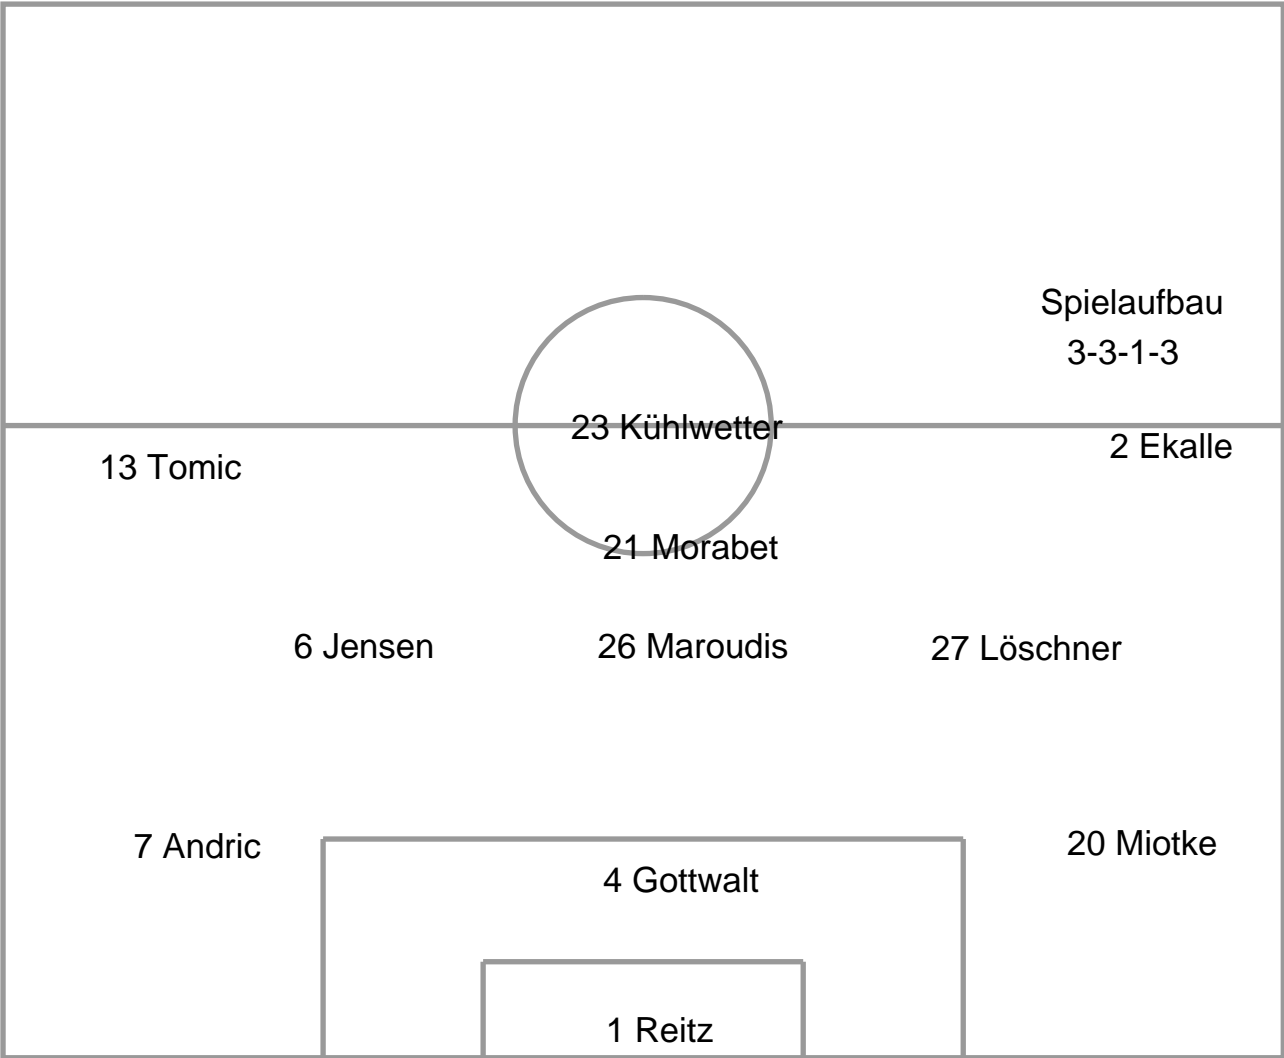 Spielaufbau
3-3-1-3
23 Kühlwetter
2 Ekalle
13 Tomic
21 Morabet
6 Jensen
26 Maroudis
27 Löschner
7 Andric
20 Miotke
4 Gottwalt
1 Reitz